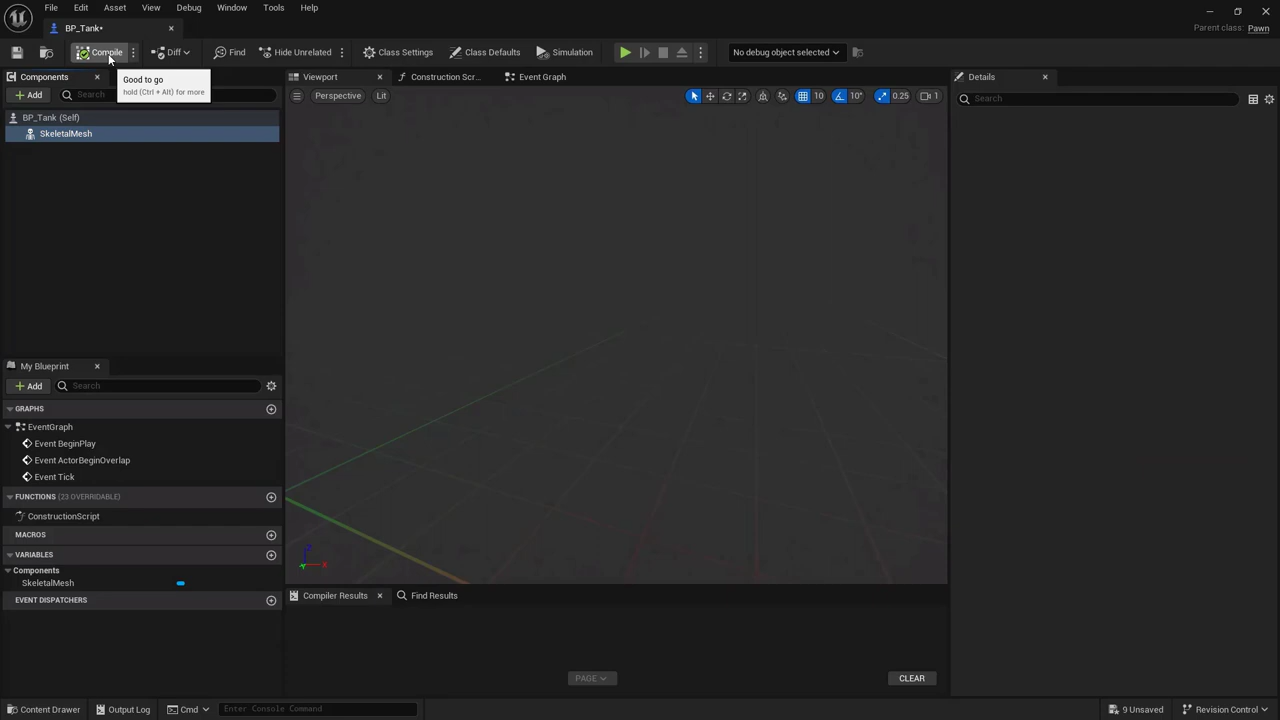 File Edit Asset View Debug Window Tools Help
BP_Tank•
Parent class: Pawn
Compile Diff Find Hide Unrelated Class Settings Class Defaults Simulation No debug object selected
Good to go
hold (Ctrl + Alt) for more
Components
Add Search
BP_Tank (Self)
SkeletalMesh
Viewport Construction Scr... Event Graph
Perspective Lit 10 10° 0.25 1
Details
Search
My Blueprint
Add Search
GRAPHS
EventGraph
Event BeginPlay
Event ActorBeginOverlap
Event Tick
FUNCTIONS (23 OVERRIDABLE)
ConstructionScript
MACROS
VARIABLES
Components
SkeletalMesh
EVENT DISPATCHERS
Z
X
Y
Compiler Results Find Results
PAGE CLEAR
Content Drawer Output Log Cmd Enter Console Command 9 Unsaved Revision Control